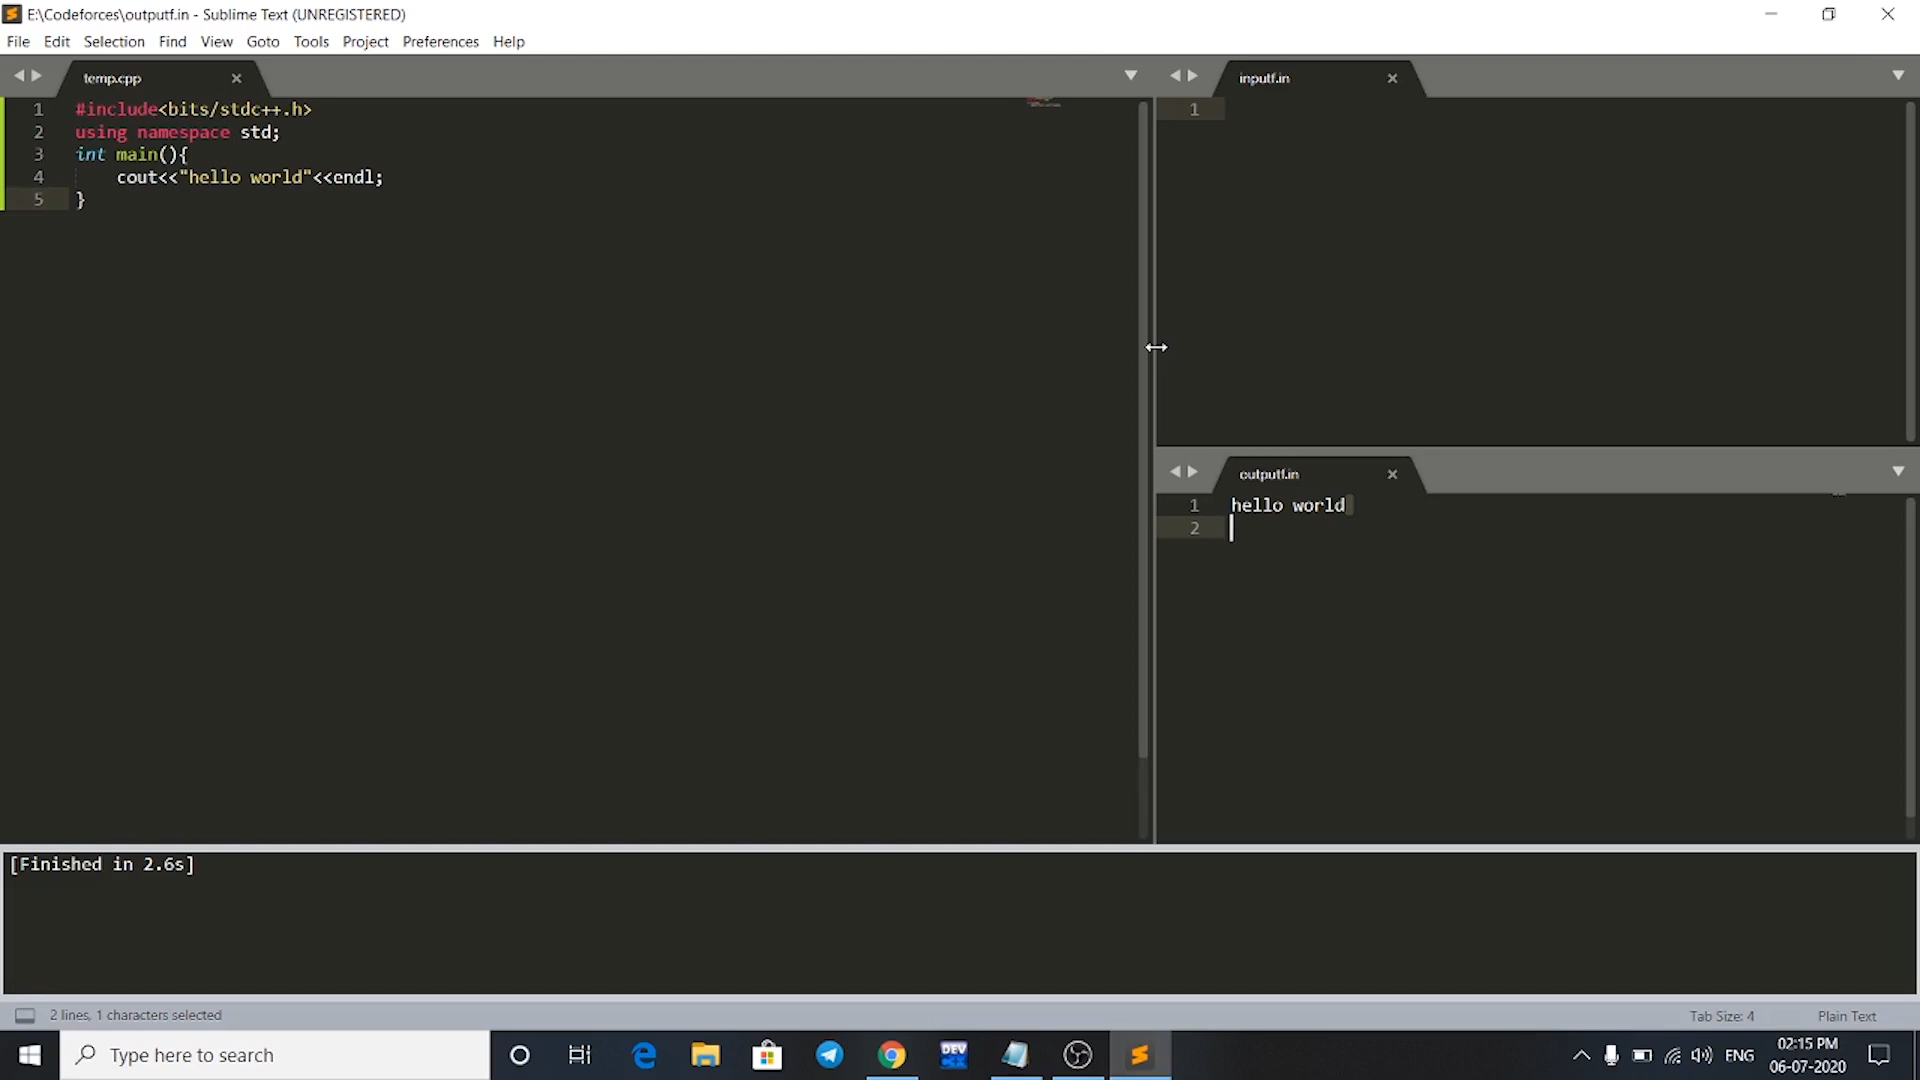 E:\Codeforces\outputf.in - Sublime Text (UNREGISTERED)
File Edit Selection Find View Goto Tools Project Preferences Help
temp.cpp
1 #include<bits/stdc++.h>
2 using namespace std;
3 int main(){
4 cout<<"hello world"<<endl;
5 }
inputf.in
1
outputf.in
1 hello world
2
[Finished in 2.6s]
2 lines, 1 characters selected
Tab Size: 4
Plain Text
Type here to search
DEV
ENG
02:15 PM
06-07-2020